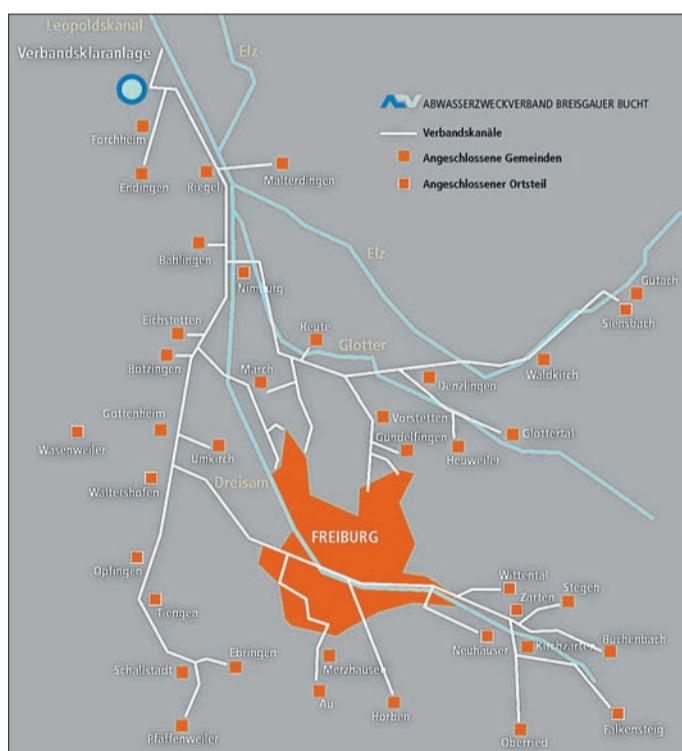 Leopoldskanal
Elz
Verbandskläranlage
ABWASSERZWECKVERBAND BREISGAUER BUCHT
Verbandskänäle
Angeschlossene Gemeinden
Angeschlossener Ortsteil
Forchheim
Endingen
Riegel
Malterdingen
Bahlingen
Elz
Nimburg
Gutach
Siensbach
Eichstetten
Reute
Glotter
Bötzingen
March
Denzlingen
Waldkirch
Gottenheim
Vörstetten
Gundelfingen
Glottertal
Wasenweiler
Umkirch
Heuweiler
Waltershofen
Dreisam
FREIBURG
Opfingen
Wittental
Stegen
Zarten
Tiengen
Neuhäuser
Kirchzarten
Buchenbach
Ebringen
Merzhausen
Schallstadt
Au
Horben
Falkensteig
Pfaffenweiler
Oberried